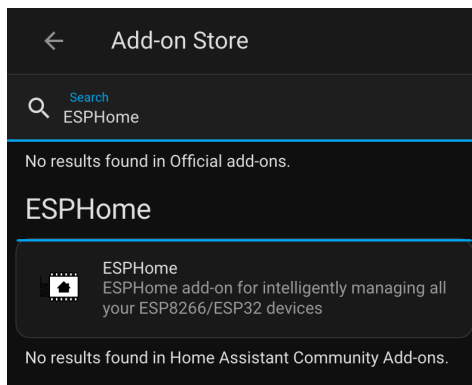 Add-on Store
Search
ESPHome
No results found in Official add-ons.
ESPHome
ESPHome
ESPHome add-on for intelligently managing all
your ESP8266/ESP32 devices
No results found in Home Assistant Community Add-ons.